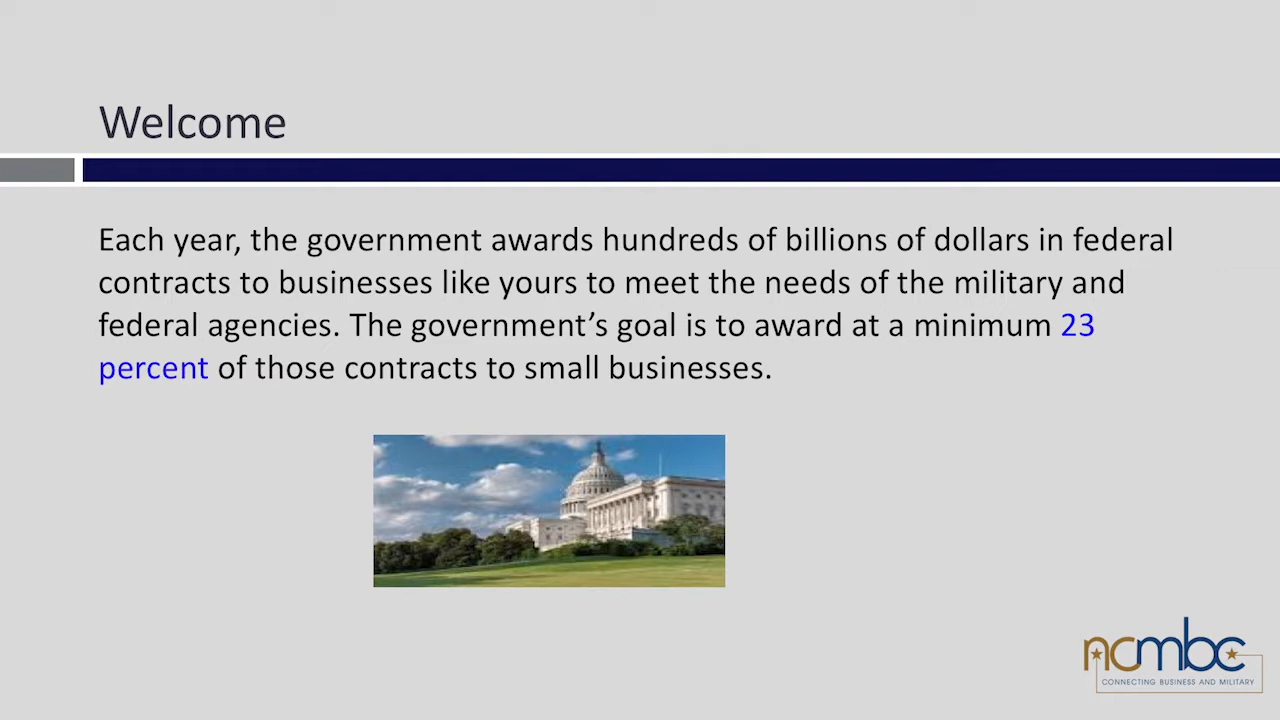 Welcome
Each year, the government awards hundreds of billions of dollars in federal
contracts to businesses like yours to meet the needs of the military and
federal agencies. The government’s goal is to award at a minimum 23
percent of those contracts to small businesses.
ncmbc
CONNECTING BUSINESS AND MILITARY